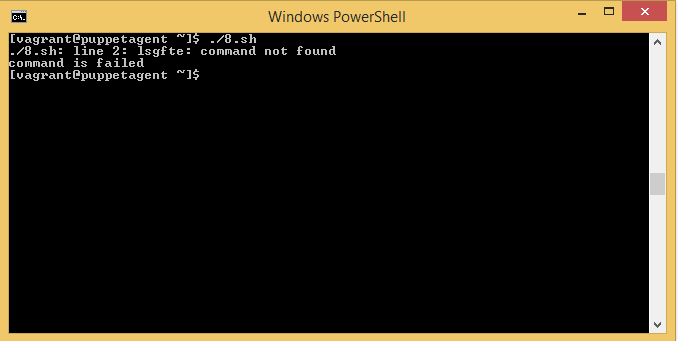 Windows PowerShell
[vagrant@puppetagent ~]$ ./8.sh
./8.sh: line 2: lsgfte: command not found
command is failed
[vagrant@puppetagent ~]$